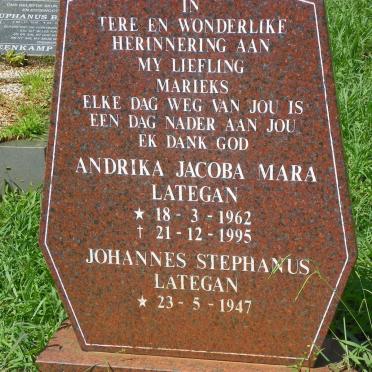 IN
TERE EN WONDERLIKE
HERINNERING AAN
MY LIEFLING
MARIEKS
ELKE DAG WEG VAN JOU IS
EEN DAG NADER AAN JOU
EK DANK GOD
ANDRIKA JACOBA MARA
LATEGAN
★ 18 - 3 - 1962
† 21 - 12 - 1995
JOHANNES STEPHANUS
LATEGAN
★ 23 - 5 - 1947